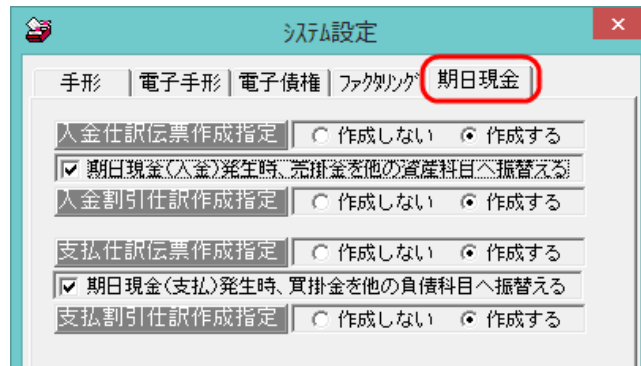 システム設定
手形 電子手形 電子債権 ファクタリング 期日現金
入金仕訳伝票作成指定 作成しない 作成する
期日現金(入金)発生時、売掛金を他の資産科目へ振替える
入金割引仕訳作成指定 作成しない 作成する
支払仕訳伝票作成指定 作成しない 作成する
期日現金(支払)発生時、買掛金を他の負債科目へ振替える
支払割引仕訳作成指定 作成しない 作成する